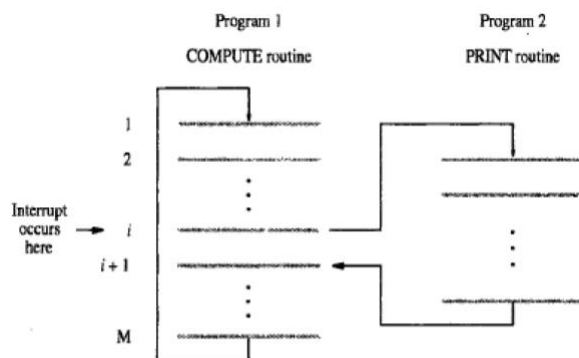 Program 1
COMPUTE routine
Program 2
PRINT routine
1
2
Interrupt
occurs
here
i
i + 1
M